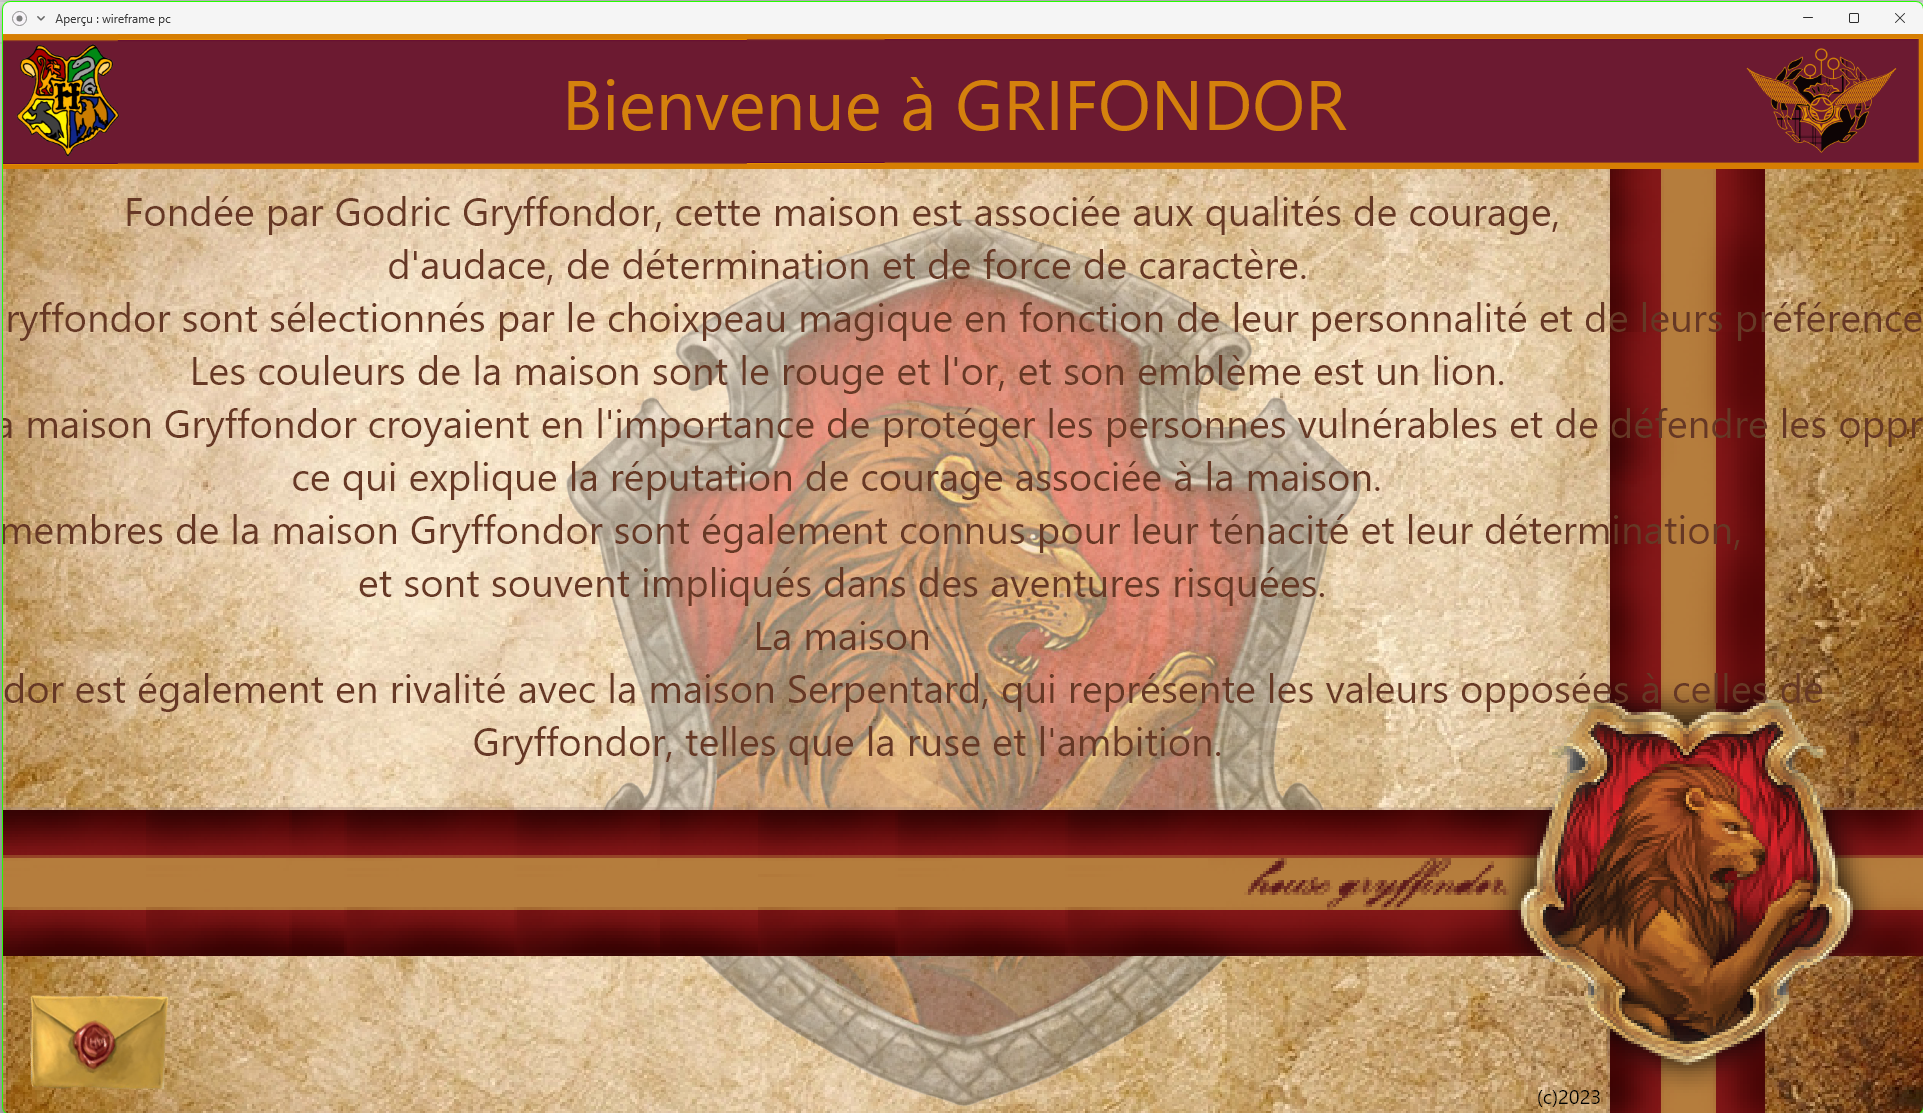 Aperçu : wireframe pc
Bienvenue à GRIFONDOR
Fondée par Godric Gryffondor, cette maison est associée aux qualités de courage,
d'audace, de détermination et de force de caractère.
ryffondor sont sélectionnés par le choixpeau magique en fonction de leur personnalité et de leurs préférence
Les couleurs de la maison sont le rouge et l'or, et son emblème est un lion.
a maison Gryffondor croyaient en l'importance de protéger les personnes vulnérables et de défendre les oppr
ce qui explique la réputation de courage associée à la maison.
membres de la maison Gryffondor sont également connus pour leur ténacité et leur détermination,
et sont souvent impliqués dans des aventures risquées.
La maison
dor est également en rivalité avec la maison Serpentard, qui représente les valeurs opposées à celles de
Gryffondor, telles que la ruse et l'ambition.
house gryffindor
H
HM
(c)2023